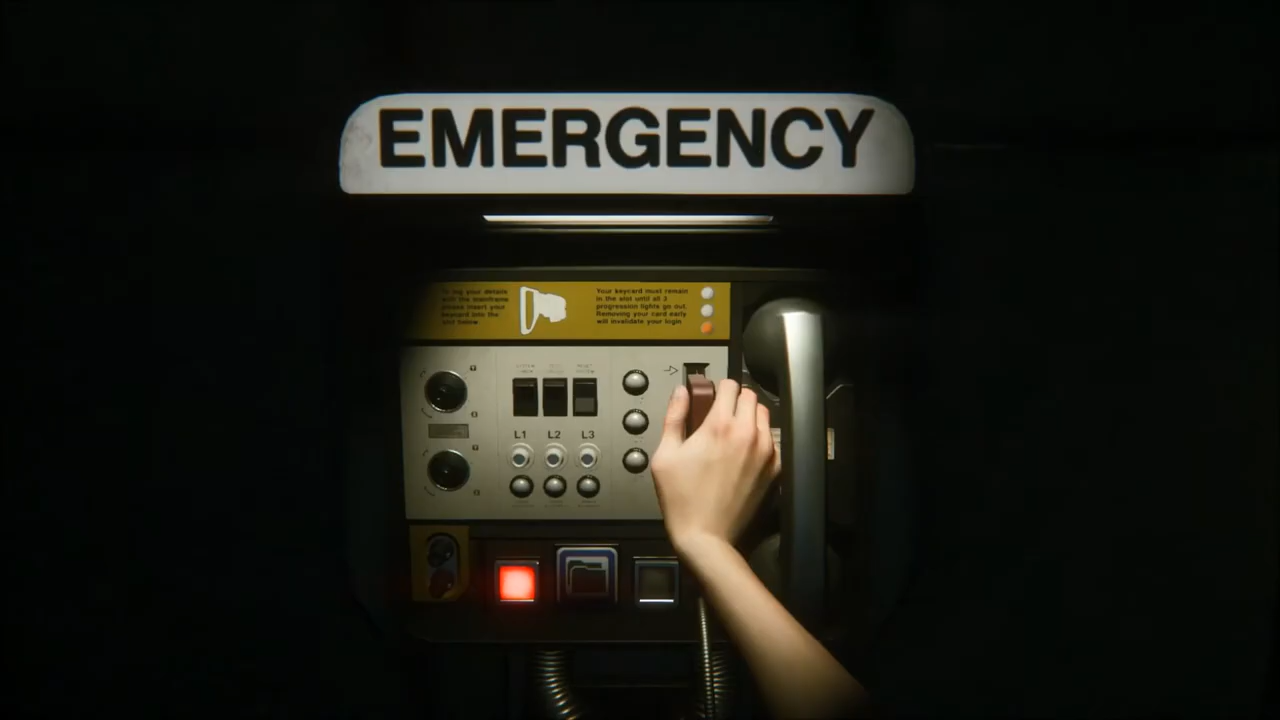 EMERGENCY
To log your details
with the mainframe
please insert your
keycard into the
slot below.
Your keycard must remain
in the slot until all 3
progression lights go out.
Removing your card early
will invalidate your login
L1 L2 L3